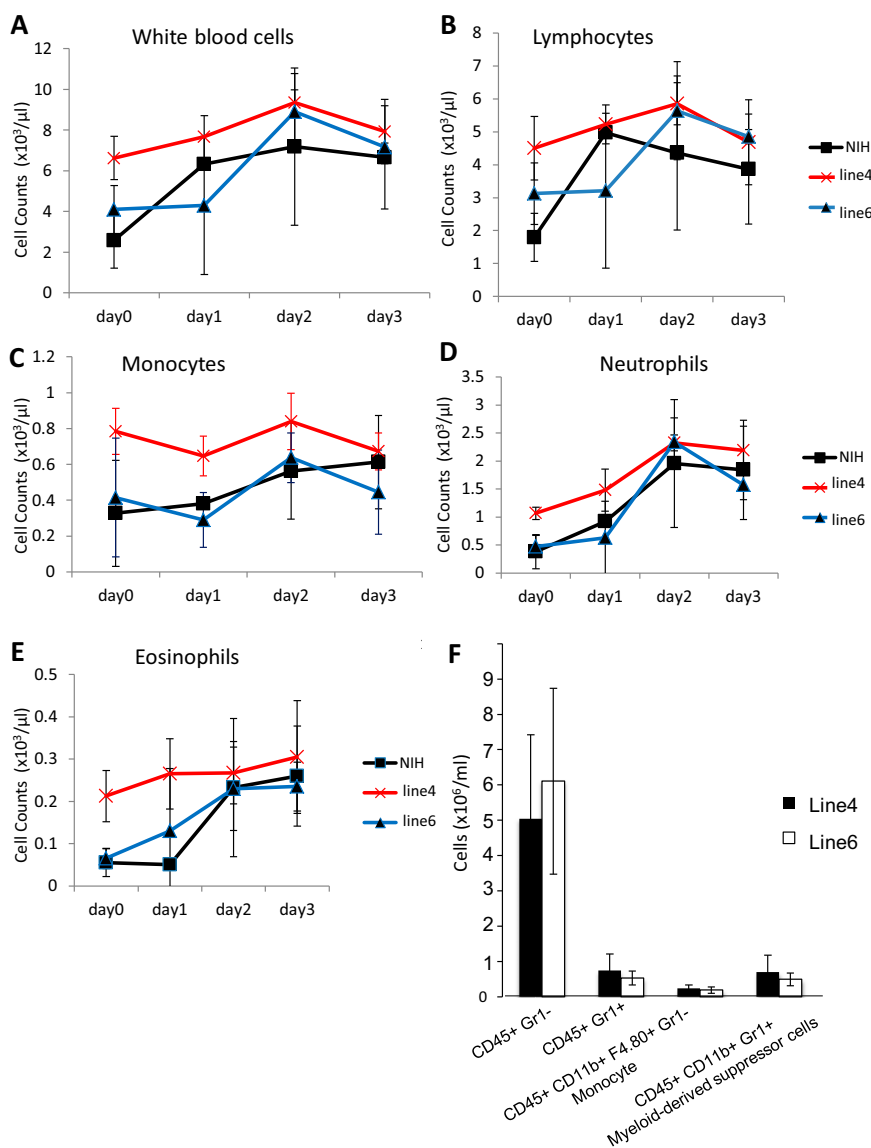 A
White blood cells
Cell Counts (x10³/µl)
12
10
8
6
4
2
0
day0 day1 day2 day3
B
Lymphocytes
Cell Counts (x10³/µl)
8
7
6
5
4
3
2
1
0
day0 day1 day2 day3
NIH
line4
line6
C
Monocytes
Cell Counts (x10³/µl)
1.2
1
0.8
0.6
0.4
0.2
0
day0 day1 day2 day3
D
Neutrophils
Cell Counts (x10³/µl)
3.5
3
2.5
2
1.5
1
0.5
0
day0 day1 day2 day3
NIH
line4
line6
E
Eosinophils
Cell Counts (x10³/µl)
0.5
0.4
0.3
0.2
0.1
0
day0 day1 day2 day3
NIH
line4
line6
F
Cells (x10⁶/ml)
9
8
7
6
5
4
3
2
1
0
Line4
Line6
CD45+ Gr1-
CD45+ Gr1+
CD45+ CD11b+ F4.80+ Gr1-
Monocyte
CD45+ CD11b+ Gr1+
Myeloid-derived suppressor cells